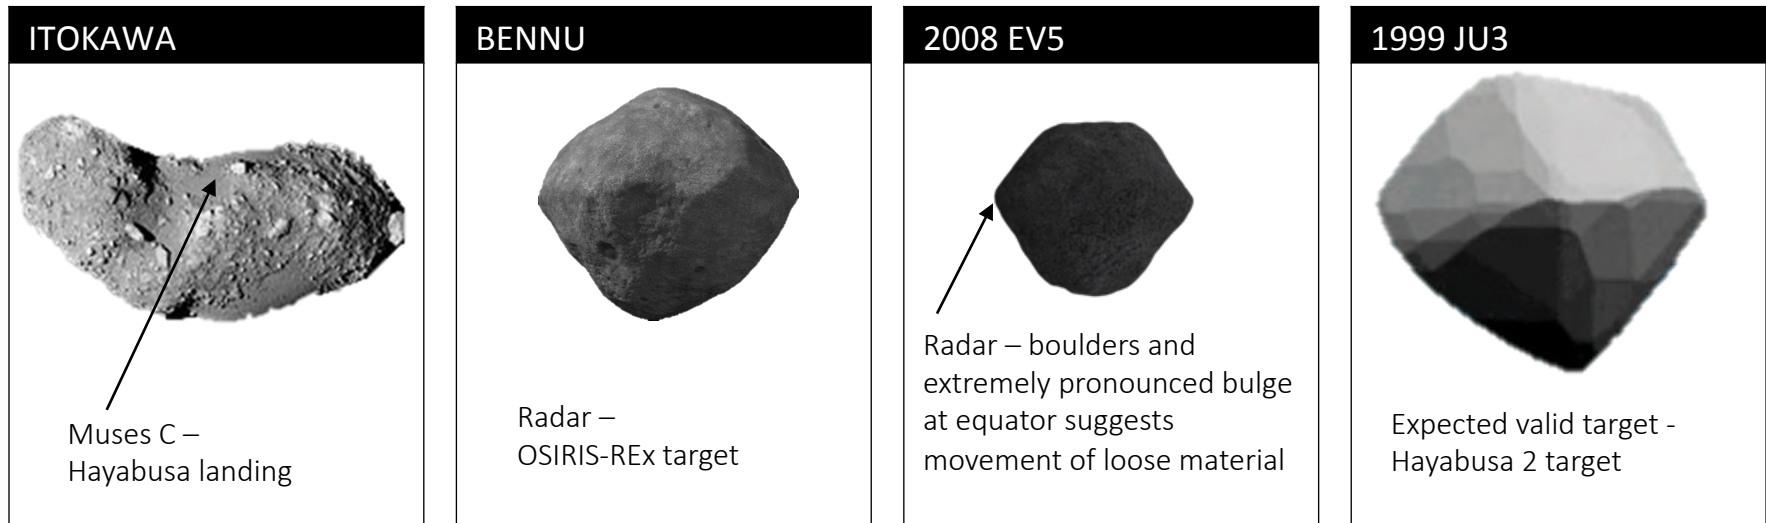 ITOKAWA
Muses C –
Hayabusa landing
BENNU
Radar –
OSIRIS-REx target
2008 EV5
Radar – boulders and
extremely pronounced bulge
at equator suggests
movement of loose material
1999 JU3
Expected valid target -
Hayabusa 2 target